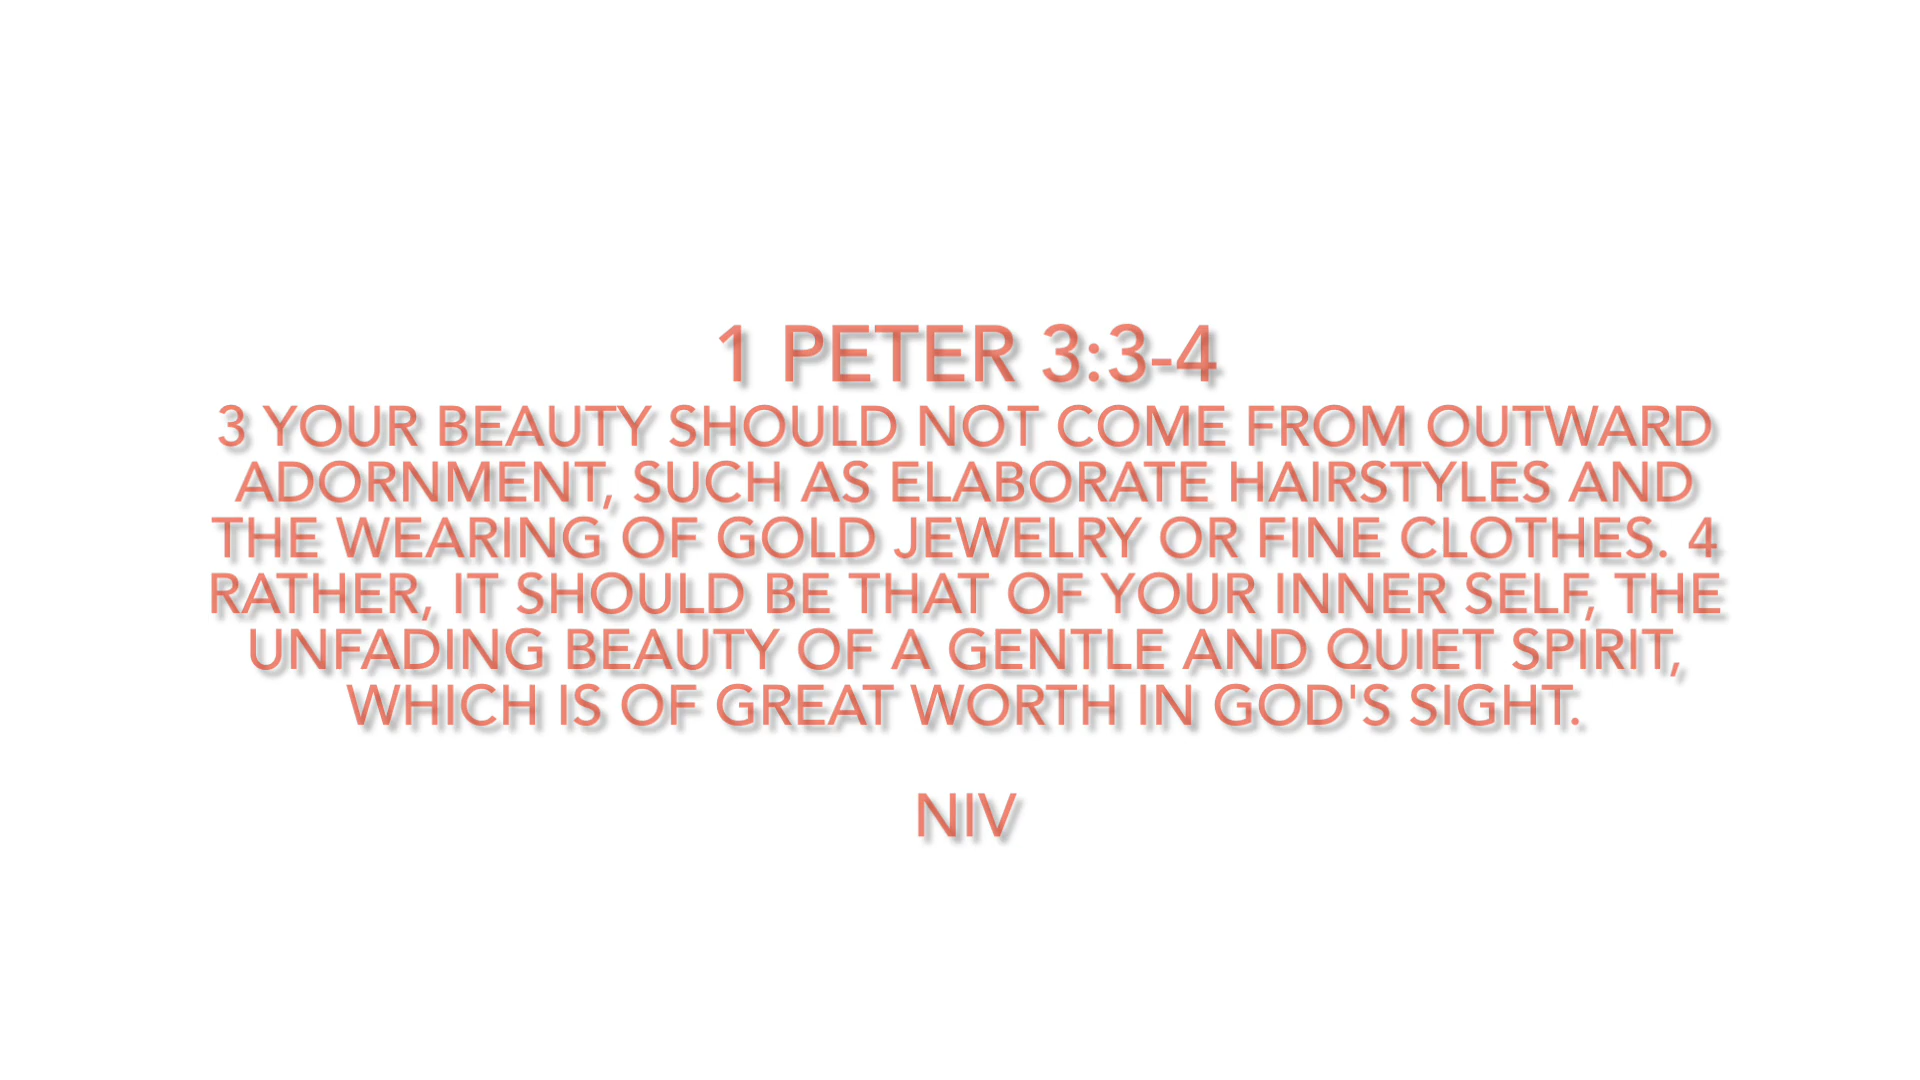 1 PETER 3:3-4
3 YOUR BEAUTY SHOULD NOT COME FROM OUTWARD
ADORNMENT, SUCH AS ELABORATE HAIRSTYLES AND
THE WEARING OF GOLD JEWELRY OR FINE CLOTHES. 4
RATHER, IT SHOULD BE THAT OF YOUR INNER SELF, THE
UNFADING BEAUTY OF A GENTLE AND QUIET SPIRIT,
WHICH IS OF GREAT WORTH IN GOD'S SIGHT.
NIV